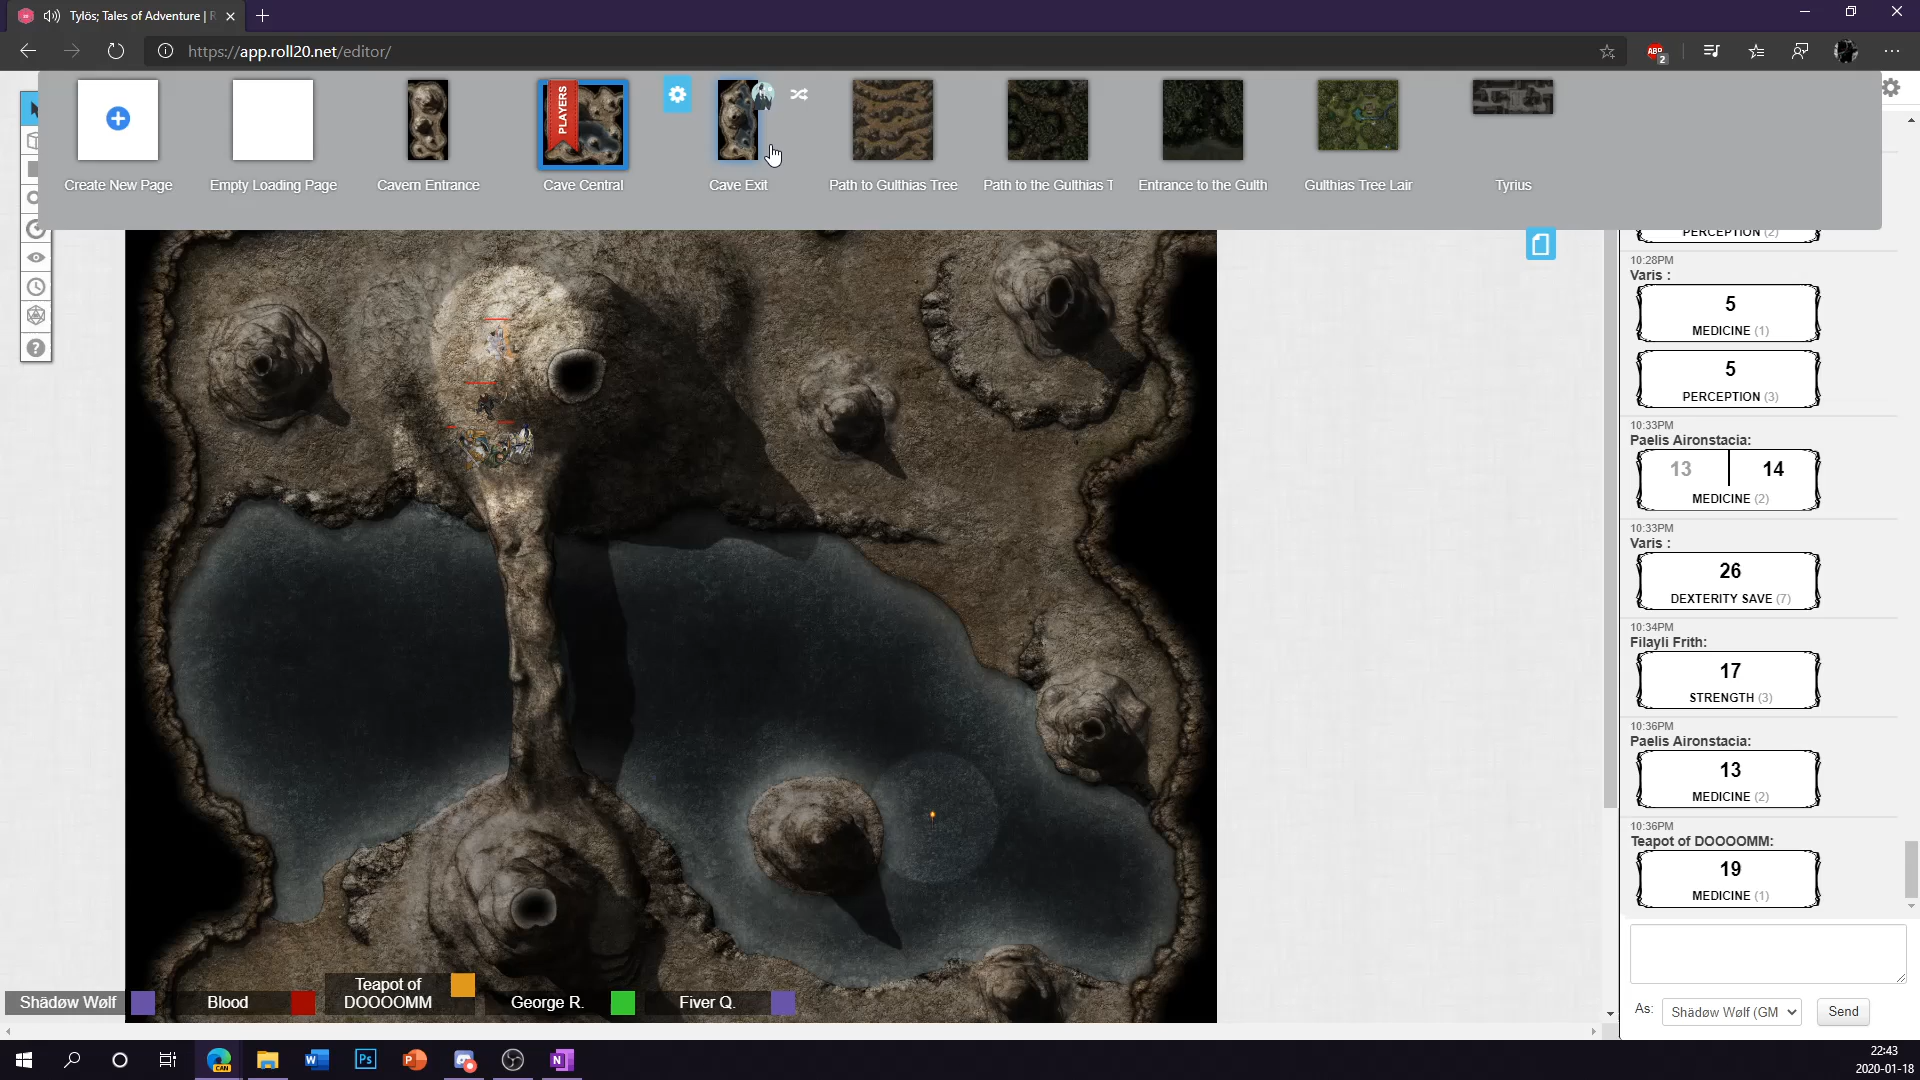 Tylös; Tales of Adventure | R
https://app.roll20.net/editor/
ABP
2
PLAYERS
Create New Page
Empty Loading Page
Cavern Entrance
Cave Central
Cave Exit
Path to Gulthias Tree
Path to the Gulthias T
Entrance to the Gulth
Gulthias Tree Lair
Tyrius
PERCEPTION (2)
10:28PM
Varis :
5
MEDICINE (1)
5
PERCEPTION (3)
10:33PM
Paelis Aironstacia:
13 14
MEDICINE (2)
10:33PM
Varis :
26
DEXTERITY SAVE (7)
10:34PM
Filayli Frith:
17
STRENGTH (3)
10:36PM
Paelis Aironstacia:
13
MEDICINE (2)
10:36PM
Teapot of DOOOOMM:
19
MEDICINE (1)
As: Shädøw Wølf (GM
Send
Shädøw Wølf
Blood
Teapot of
DOOOOMM
George R.
Fiver Q.
CAN
22:43
2020-01-18